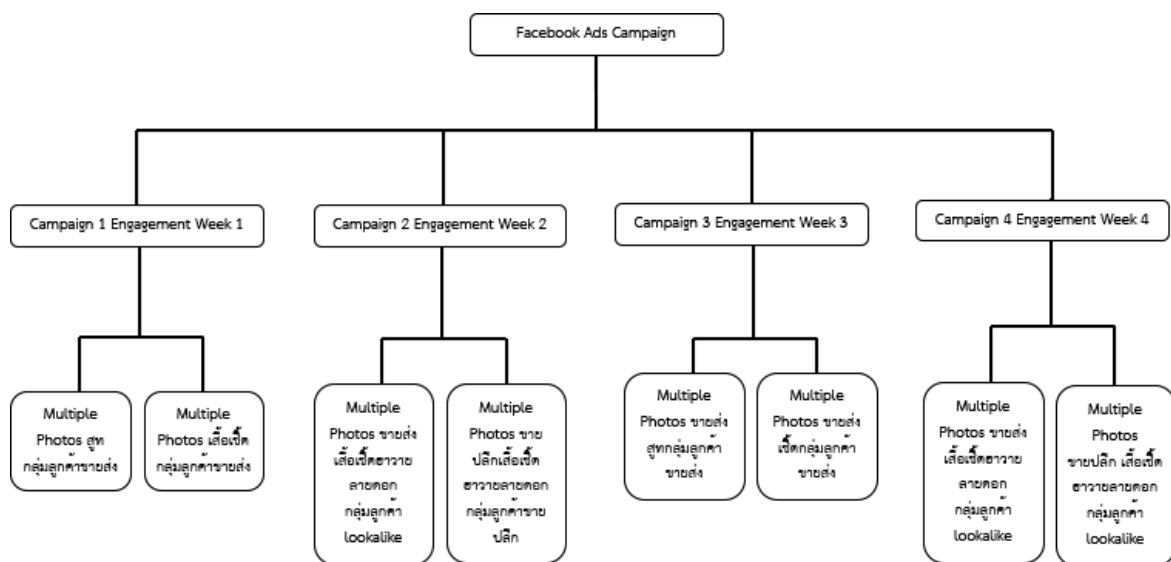 Facebook Ads Campaign
Campaign 1 Engagement Week 1
Campaign 2 Engagement Week 2
Campaign 3 Engagement Week 3
Campaign 4 Engagement Week 4
Multiple
Photos สูท
กลุ่มลูกค้าขายส่ง
Multiple
Photos เสื้อเชิ้ต
กลุ่มลูกค้าขายส่ง
Multiple
Photos ขายส่ง
เสื้อเชิ้ตฮาวาย
ลายดอก
กลุ่มลูกค้า
lookalike
Multiple
Photos ขาย
ปลีกเสื้อเชิ้ต
ฮาวายลายดอก
กลุ่มลูกค้าขาย
ปลีก
Multiple
Photos ขายส่ง
สูทกลุ่มลูกค้า
ขายส่ง
Multiple
Photos ขายส่ง
เชิ้ตกลุ่มลูกค้า
ขายส่ง
Multiple
Photos ขายส่ง
เสื้อเชิ้ตฮาวาย
ลายดอก
กลุ่มลูกค้า
lookalike
Multiple
Photos
ขายปลีก เสื้อเชิ้ต
ฮาวายลายดอก
กลุ่มลูกค้า
lookalike